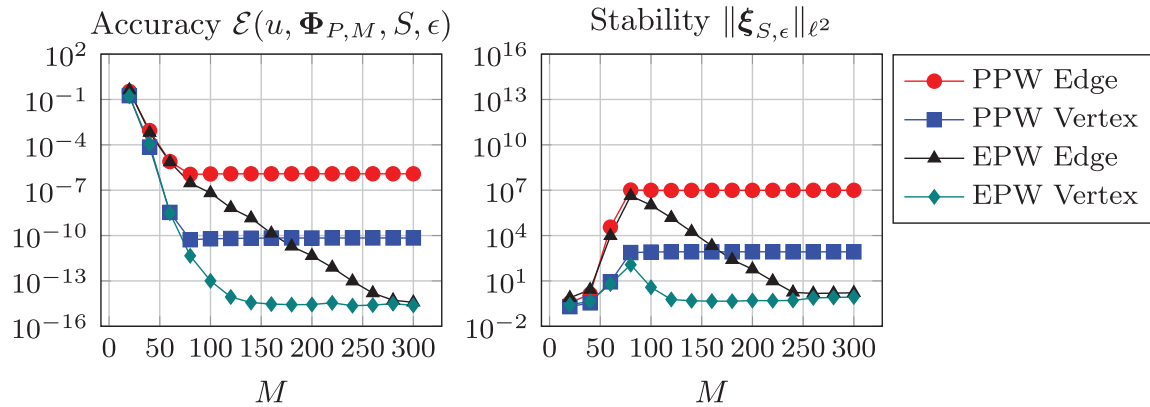 Accuracy ℰ(u, Φ_{P,M}, S, ϵ)
10^2
10^{-1}
10^{-4}
10^{-7}
10^{-10}
10^{-13}
10^{-16}
0 50 100 150 200 250 300
M
Stability ‖ξ_{S,ϵ}‖_{ℓ^2}
10^{16}
10^{13}
10^{10}
10^7
10^4
10^1
10^{-2}
0 50 100 150 200 250 300
M
PPW Edge
PPW Vertex
EPW Edge
EPW Vertex